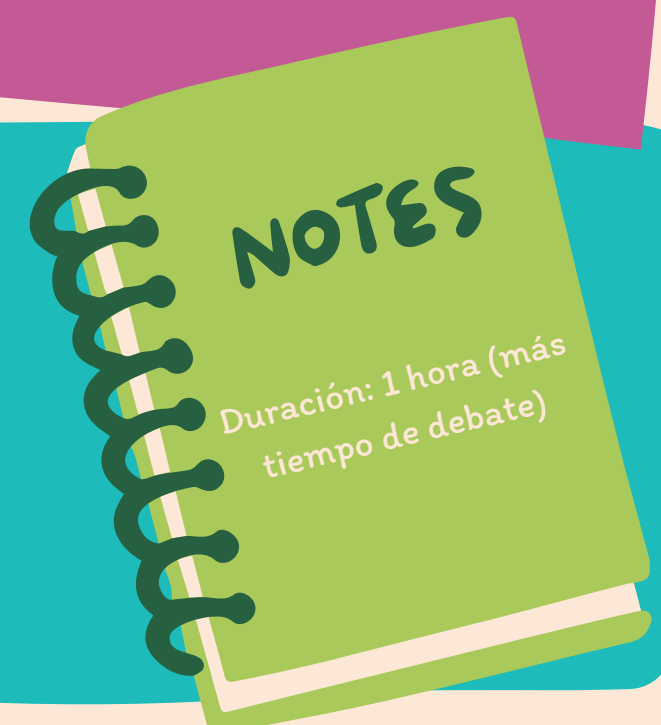 NOTES
Duración: 1 hora (más
tiempo de debate)